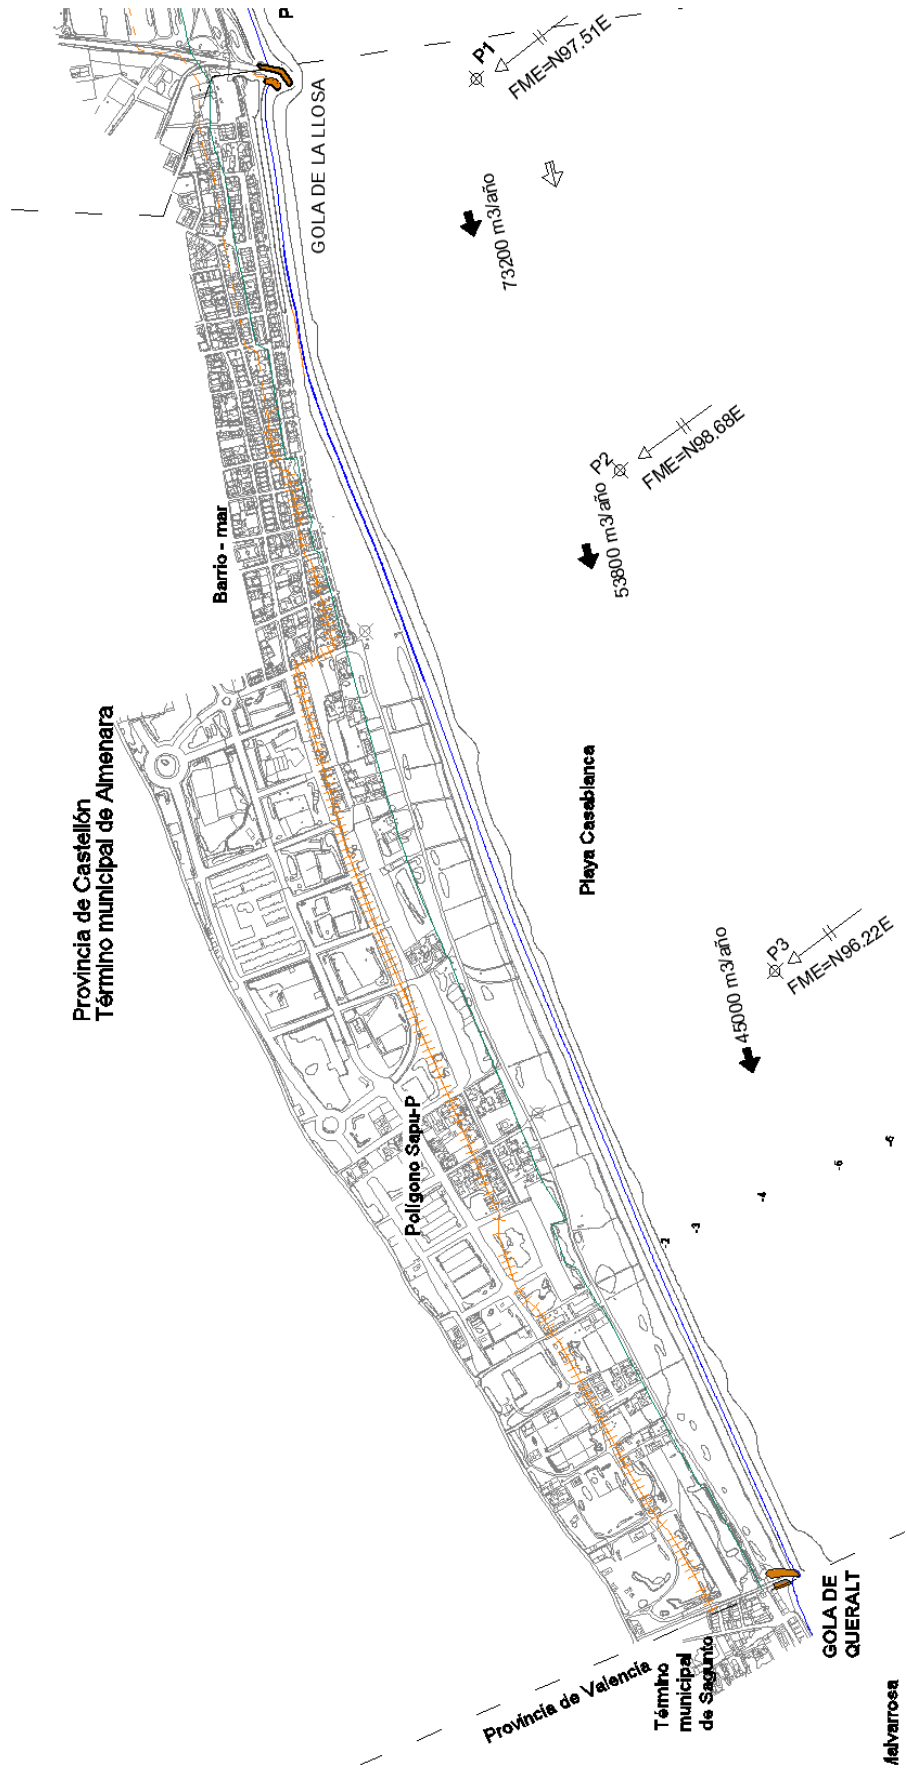 P
P1
FME=N97.51E
GOLA DE LA LLOSA
73200 m3/año
P2
FME=N98.68E
53800 m3/año
Barrio - mar
Provincia de Castellón
Término municipal de Almenara
Playa Casablanca
45000 m3/año
P3
FME=N96.22E
Polígono Sapu-P
-2
-3
-4
GOLA DE
QUERALT
Provincia de Valencia
Término
municipal
de Sagunto
Malvarrosa